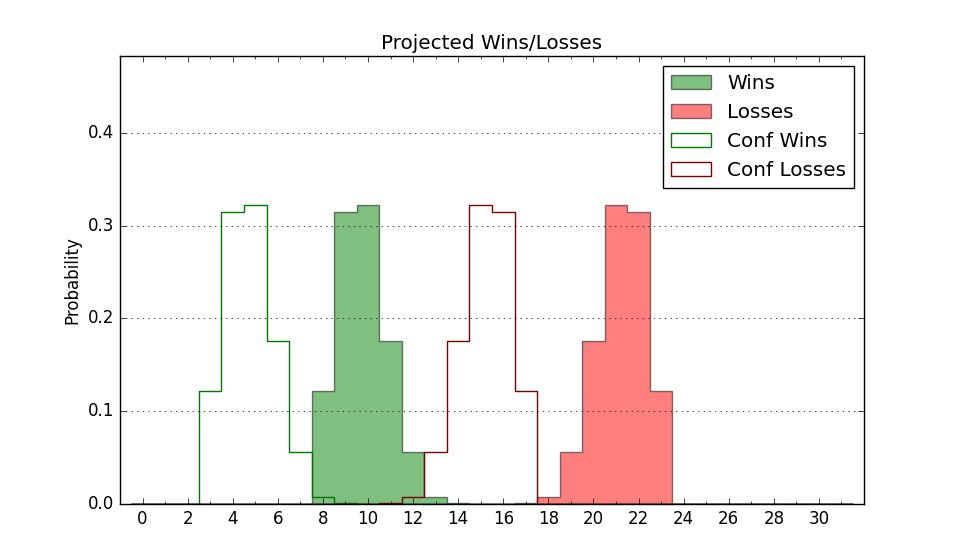 Projected Wins/Losses
Wins
Losses
Conf Wins
Conf Losses
Probability
0.4
0.3
0.2
0.1
0.0
0 2 4 6 8 10 12 14 16 18 20 22 24 26 28 30